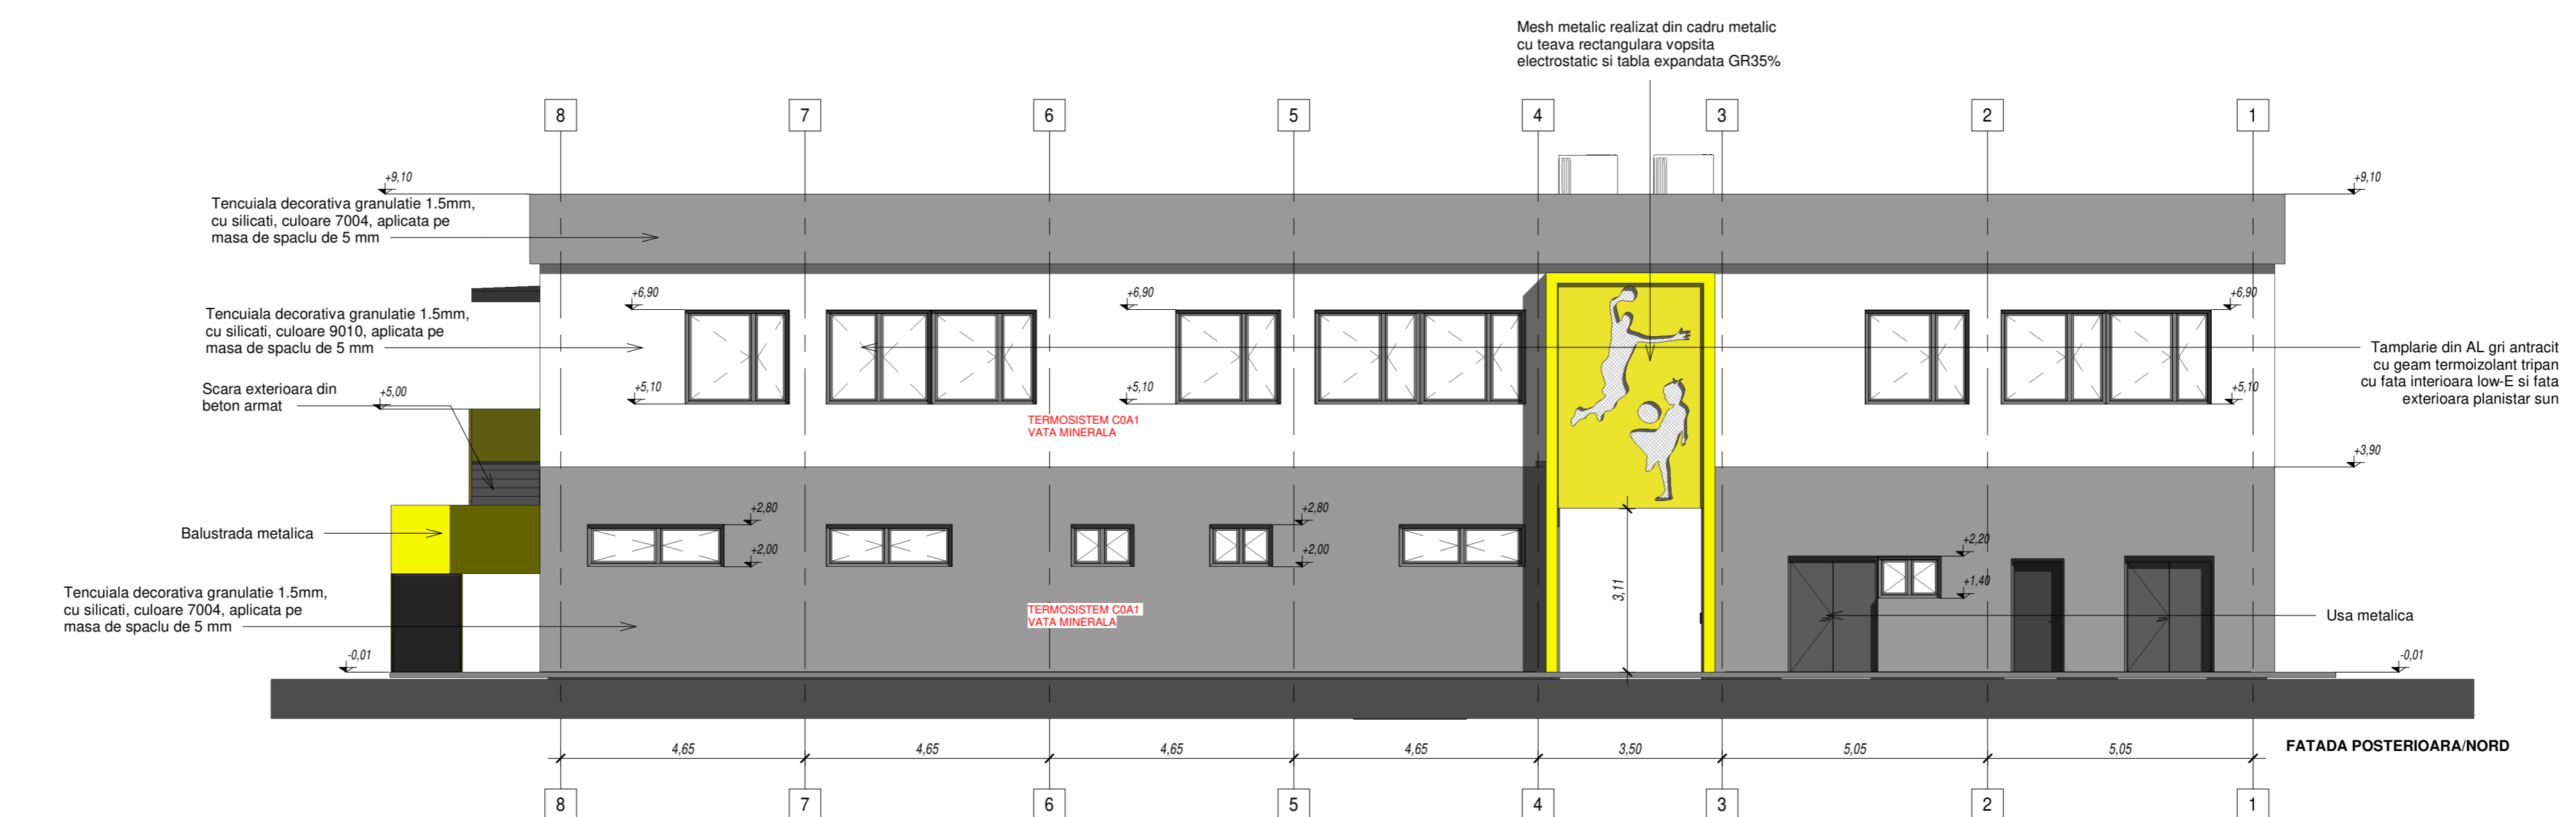 Mesh metalic realizat din cadru metalic
cu teava rectangulara vopsita
electrostatic si tabla expandata GR35%
8
7
6
5
4
3
2
1
+9,10
+9,10
Tencuiala decorativa granulatie 1.5mm,
cu silicati, culoare 7004, aplicata pe
masa de spaclu de 5 mm
+6,90
+6,90
+6,90
Tencuiala decorativa granulatie 1.5mm,
cu silicati, culoare 9010, aplicata pe
masa de spaclu de 5 mm
Tamplarie din AL gri antracit
cu geam termoizolant tripan
cu fata interioara low-E si fata
exterioara planistar sun
Scara exterioara din
beton armat
+5,00
+5,10
+5,10
+5,10
TERMOSISTEM C0A1
VATA MINERALA
+3,90
+2,80
+2,80
Balustrada metalica
+2,00
+2,00
+2,20
+1,40
3,11
Tencuiala decorativa granulatie 1.5mm,
cu silicati, culoare 7004, aplicata pe
masa de spaclu de 5 mm
TERMOSISTEM C0A1
VATA MINERALA
Usa metalica
-0,01
-0,01
4,65
4,65
4,65
4,65
3,50
5,05
5,05
FATADA POSTERIOARA/NORD
8
7
6
5
4
3
2
1